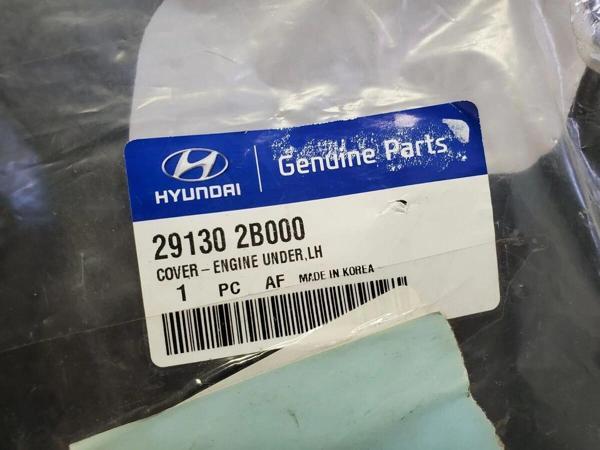 HYUNDAI
Genuine Parts
29130 2B000
COVER - ENGINE UNDER,LH
1 PC AF MADE IN KOREA